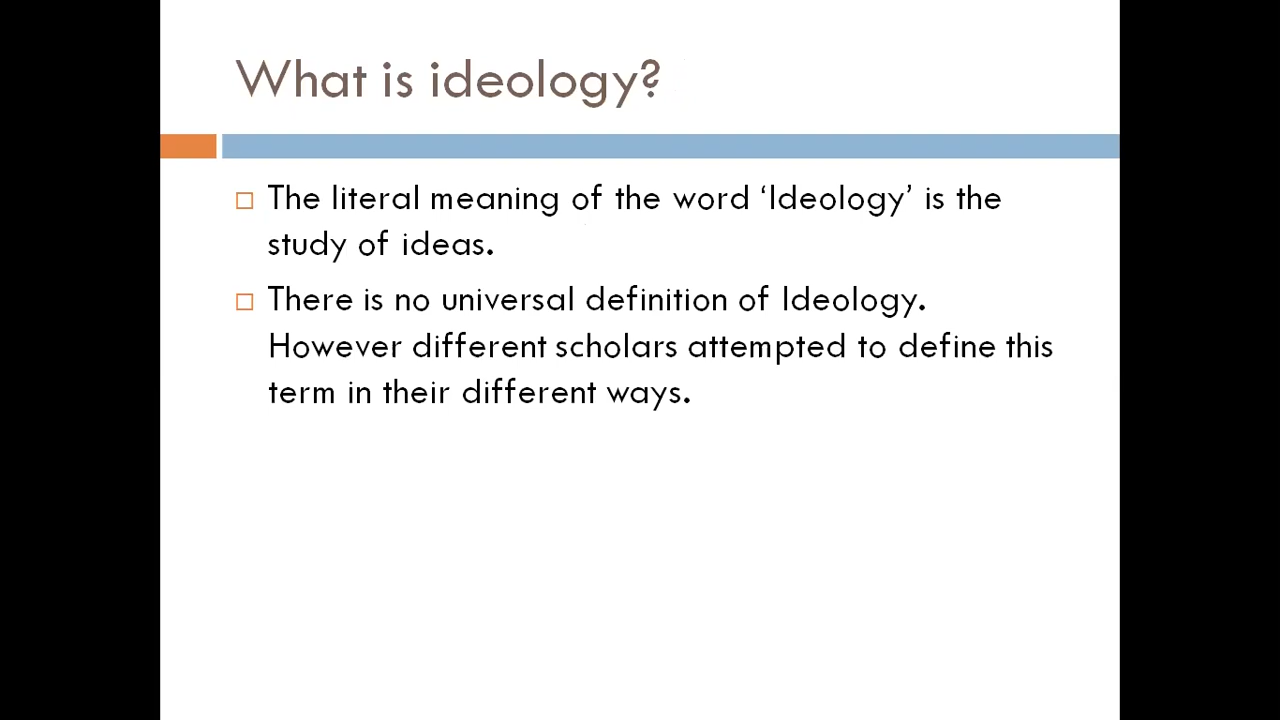 What is ideology?
The literal meaning of the word ‘Ideology’ is the
study of ideas.
There is no universal definition of Ideology.
However different scholars attempted to define this
term in their different ways.